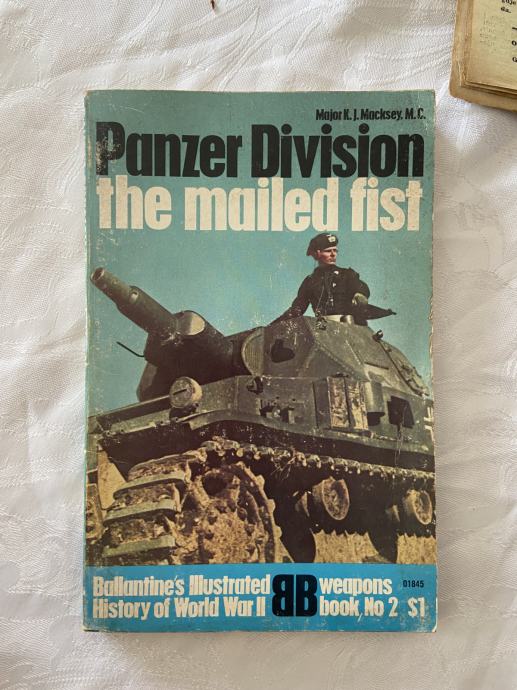 Major K. J. Macksey, M.C.
Panzer Division
the mailed fist
Ballantine's Illustrated
History of World War II
BB
weapons
book, No 2
01845
$1